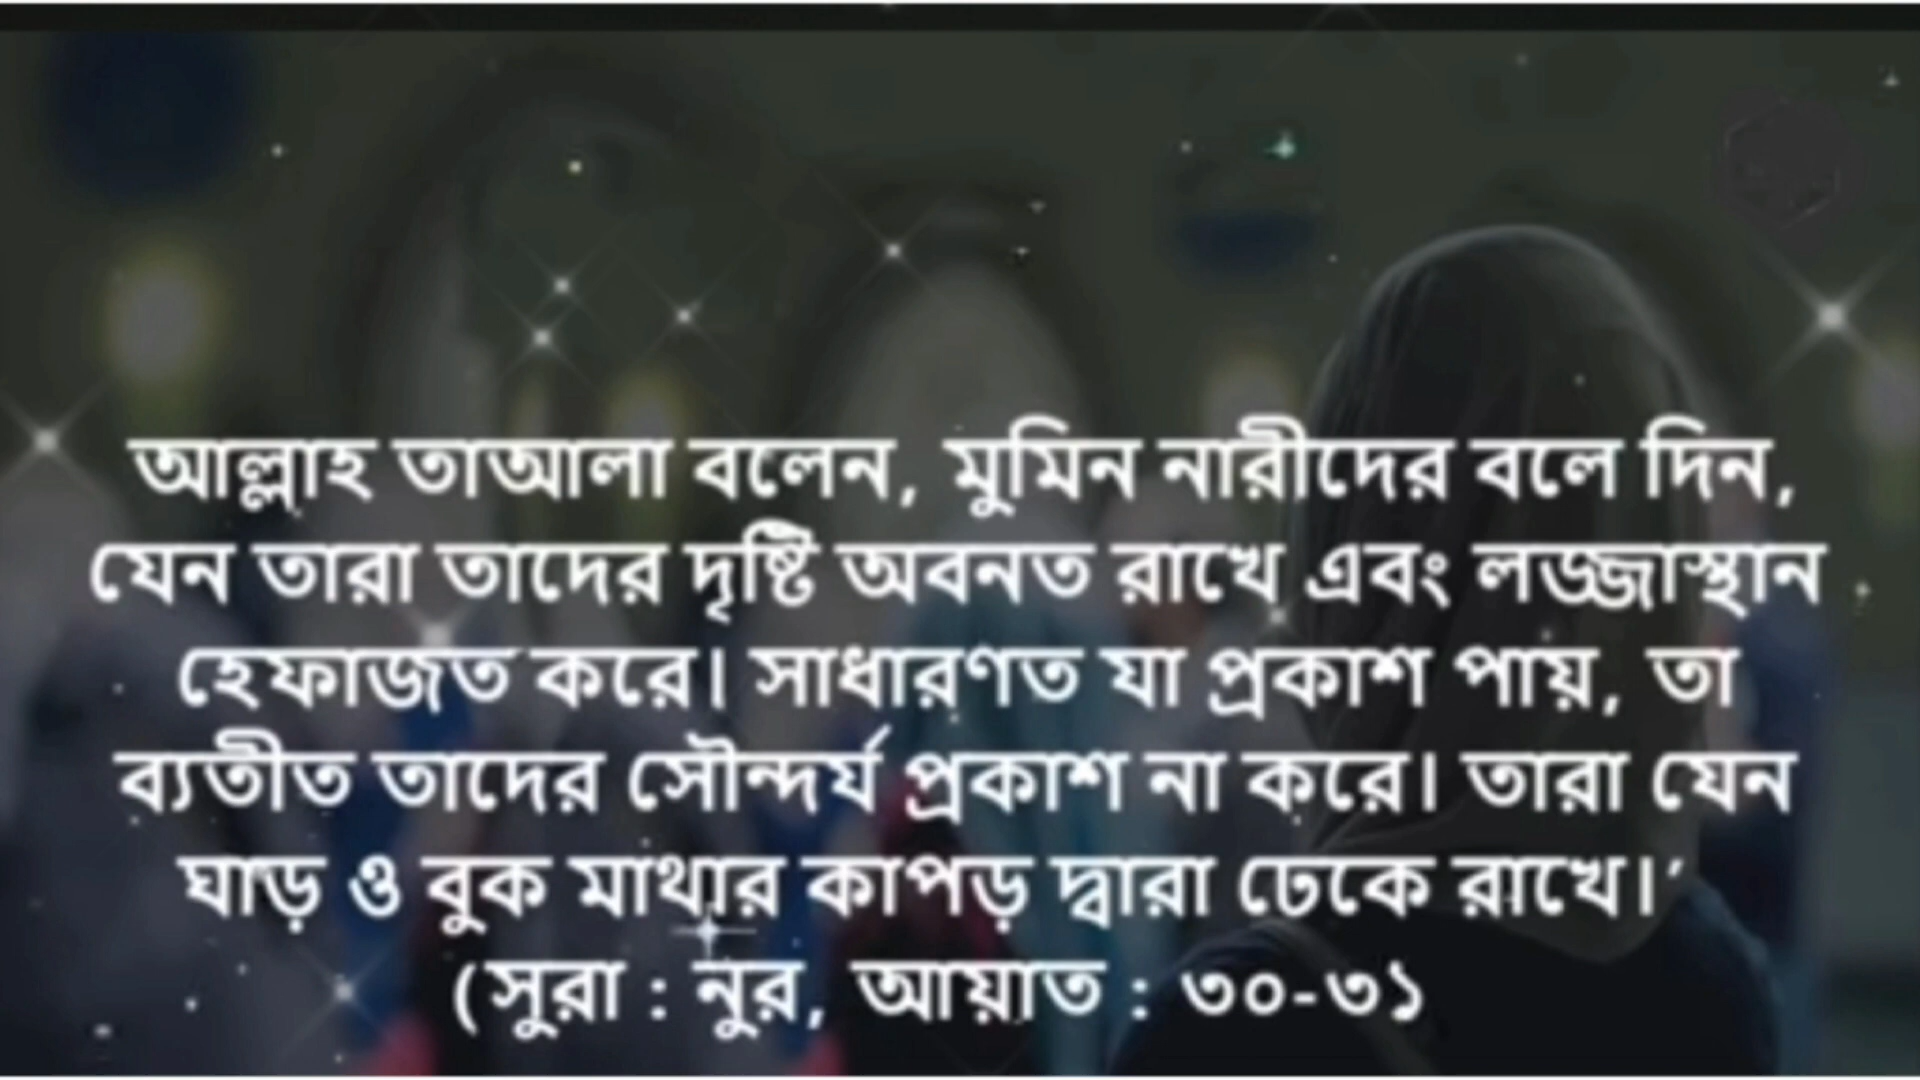 আল্লাহ তাআলা বলেন, মুমিন নারীদের বলে দিন,
যেন তারা তাদের দৃষ্টি অবনত রাখে এবং লজ্জাস্থান
হেফাজত করে। সাধারণত যা প্রকাশ পায়, তা
ব্যতীত তাদের সৌন্দর্য প্রকাশ না করে। তারা যেন
ঘাড় ও বুক মাথার কাপড় দ্বারা ঢেকে রাখে।’
(সুরা : নুর, আয়াত : ৩০-৩১